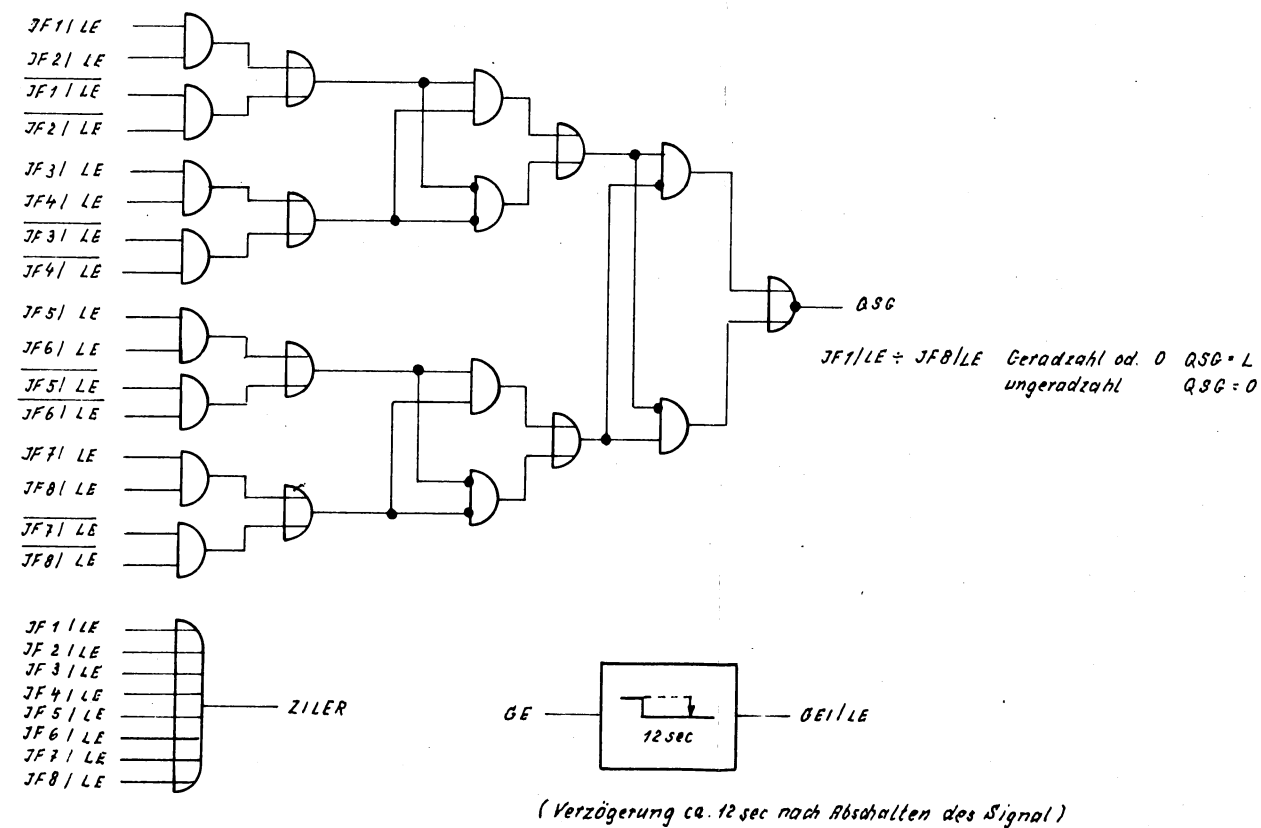 JF1/ LE
JF2/ LE
JF1/ LE
JF2/ LE
JF3/ LE
JF4/ LE
JF3/ LE
JF4/ LE
JF5/ LE
JF6/ LE
JF5/ LE
JF6/ LE
JF7/ LE
JF8/ LE
JF7/ LE
JF8/ LE
QSG
JF1/LE ÷ JF8/LE Geradzahl od. 0 QSG = L
ungeradzahl QSG = 0
JF1/LE
JF2/LE
JF3/LE
JF4/LE
JF5/LE
JF6/LE
JF7/LE
JF8/LE
ZILER
GE
12 sec
GE1/LE
(Verzögerung ca. 12 sec nach Abschalten des Signal)